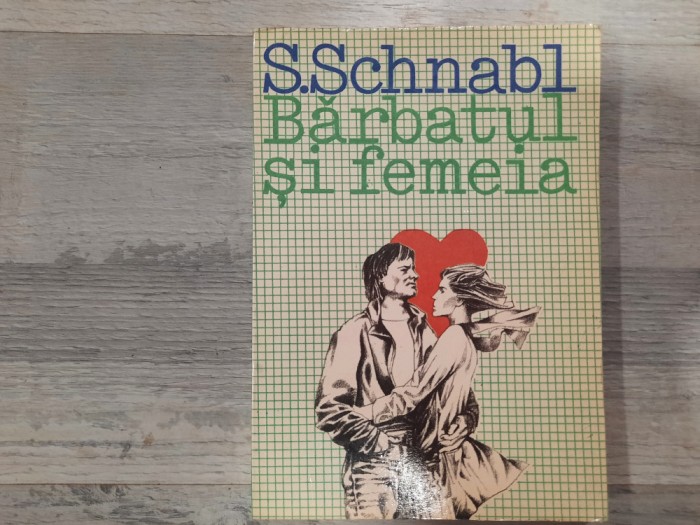 S.Schnabl
Bărbatul
și femeia